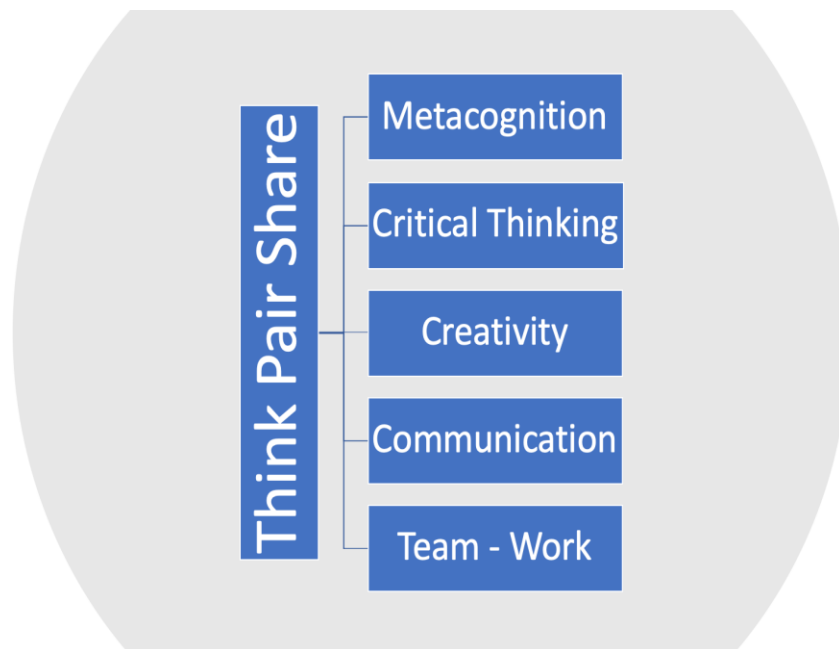 Think Pair Share
Metacognition
Critical Thinking
Creativity
Communication
Team - Work